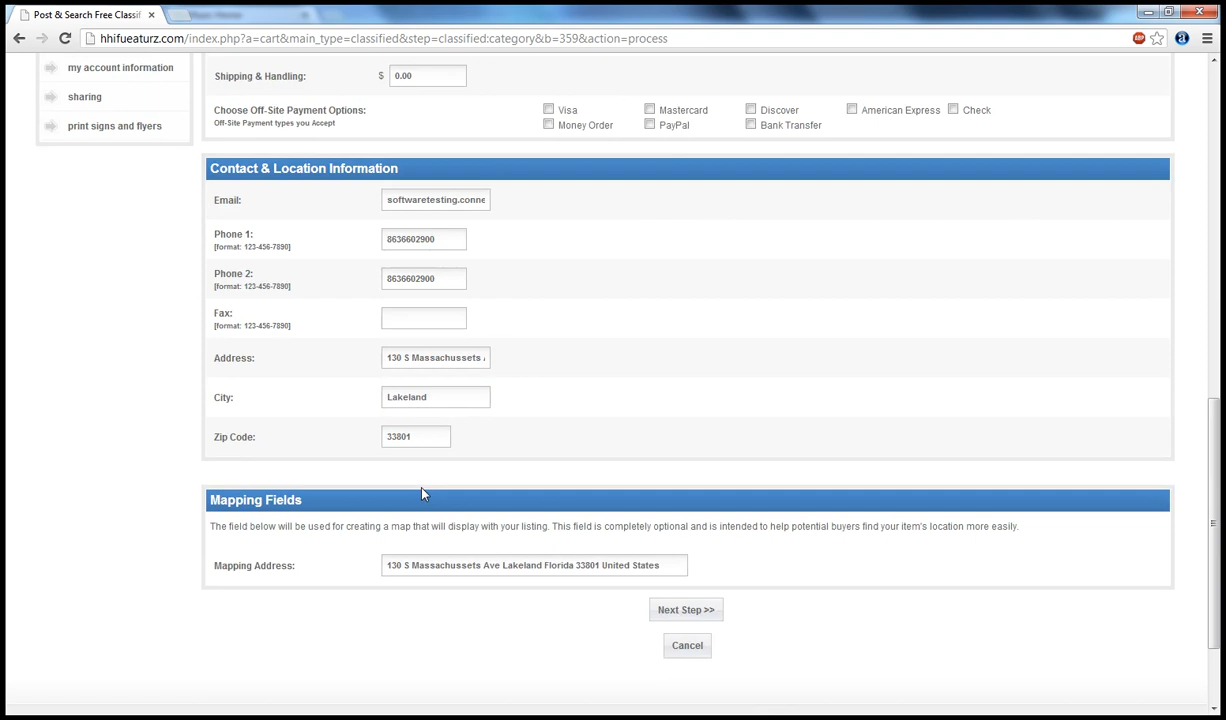 Post & Search Free Classif
hhifueaturz.com/index.php?a=cart&main_type=classified&step=classified:category&b=359&action=process
my account information
sharing
print signs and flyers
Shipping & Handling: $ 0.00
Choose Off-Site Payment Options:
Off-Site Payment types you Accept
Visa Mastercard Discover American Express Check
Money Order PayPal Bank Transfer
Contact & Location Information
Email: softwaretesting.conne
Phone 1: 8636602900
[format: 123-456-7890]
Phone 2: 8636602900
[format: 123-456-7890]
Fax:
[format: 123-456-7890]
Address: 130 S Massachussets
City: Lakeland
Zip Code: 33801
Mapping Fields
The field below will be used for creating a map that will display with your listing. This field is completely optional and is intended to help potential buyers find your item's location more easily.
Mapping Address: 130 S Massachussets Ave Lakeland Florida 33801 United States
Next Step >>
Cancel